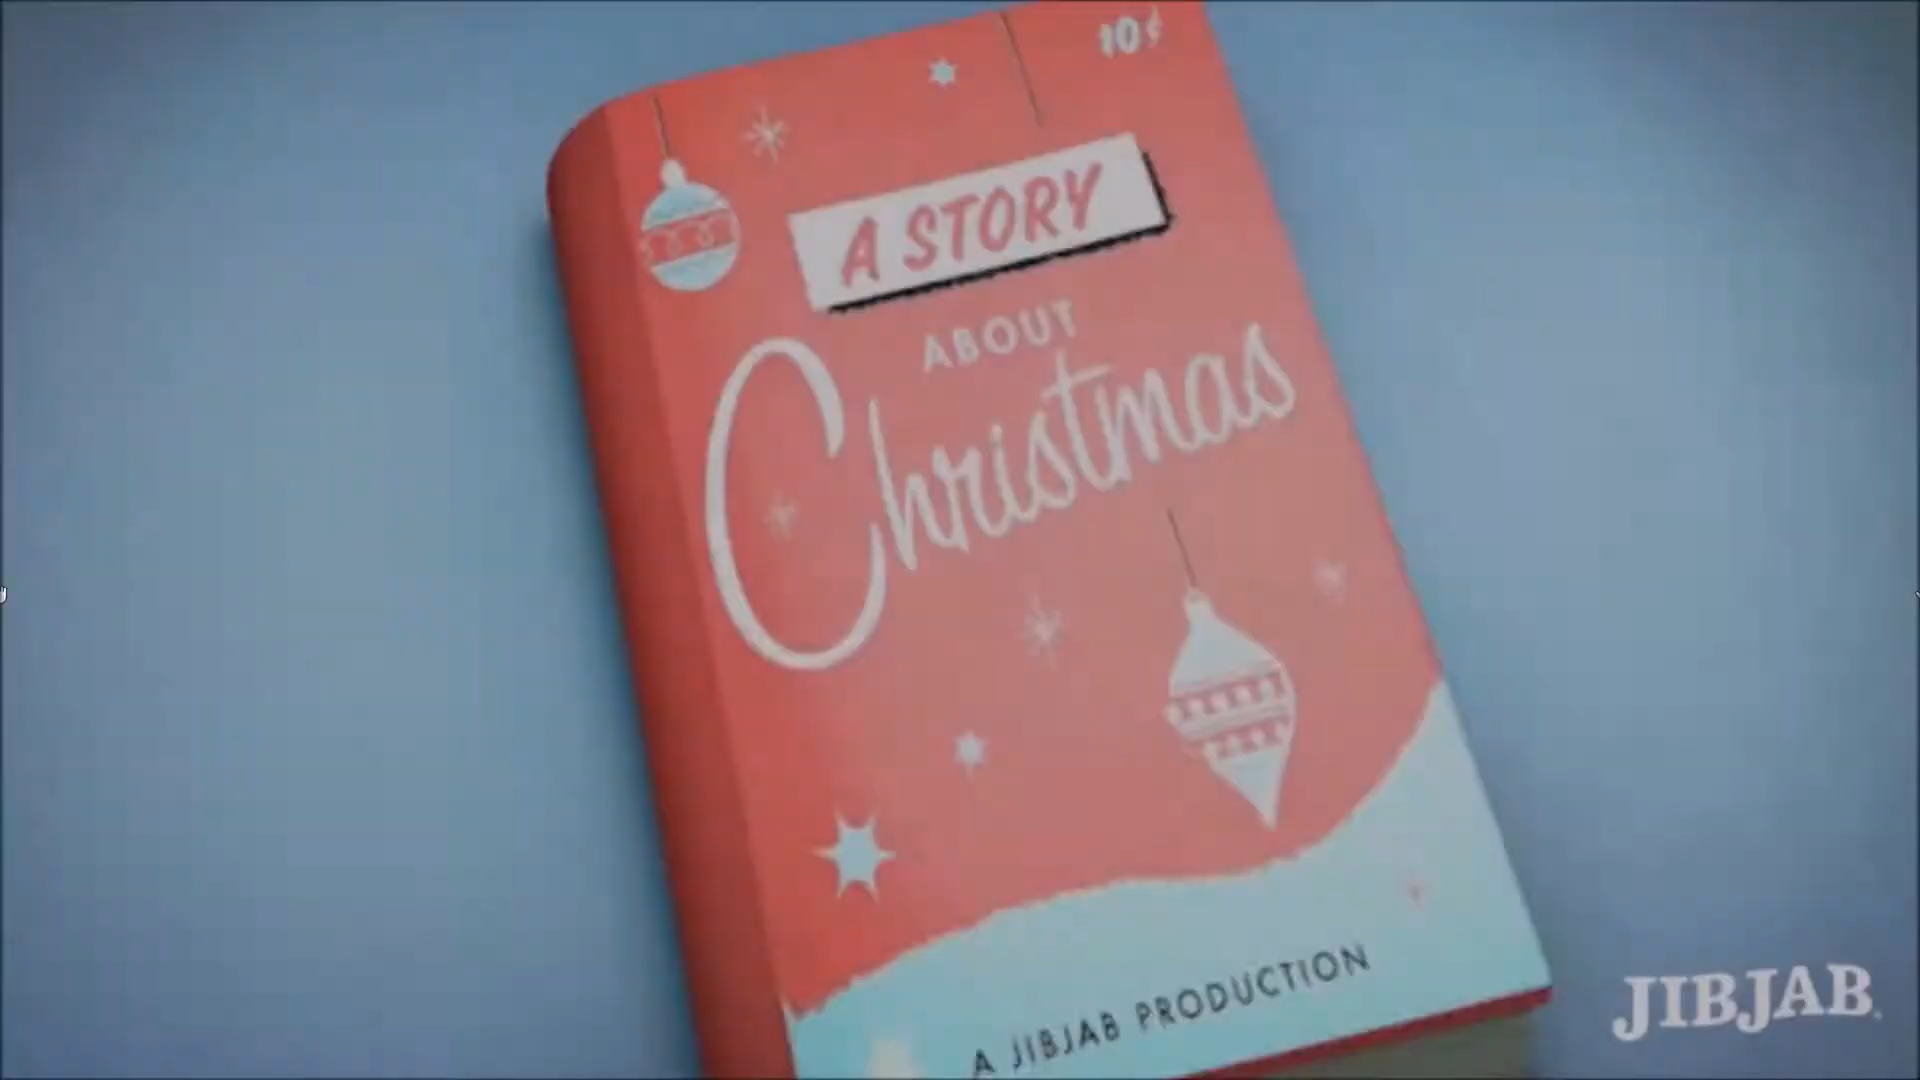 10¢
A STORY
ABOUT
Christmas
A JIBJAB PRODUCTION
JIBJAB